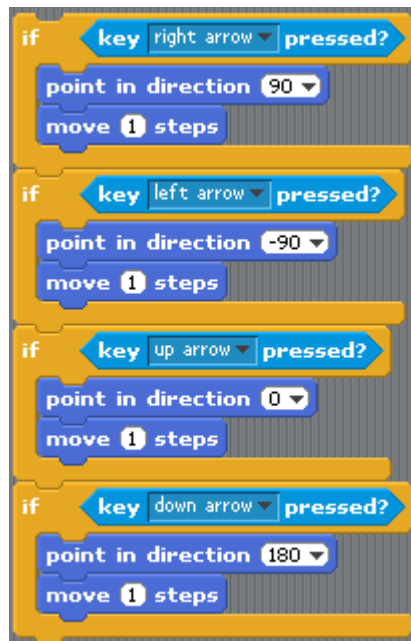 if key right arrow pressed?
point in direction 90
move 1 steps
if key left arrow pressed?
point in direction -90
move 1 steps
if key up arrow pressed?
point in direction 0
move 1 steps
if key down arrow pressed?
point in direction 180
move 1 steps